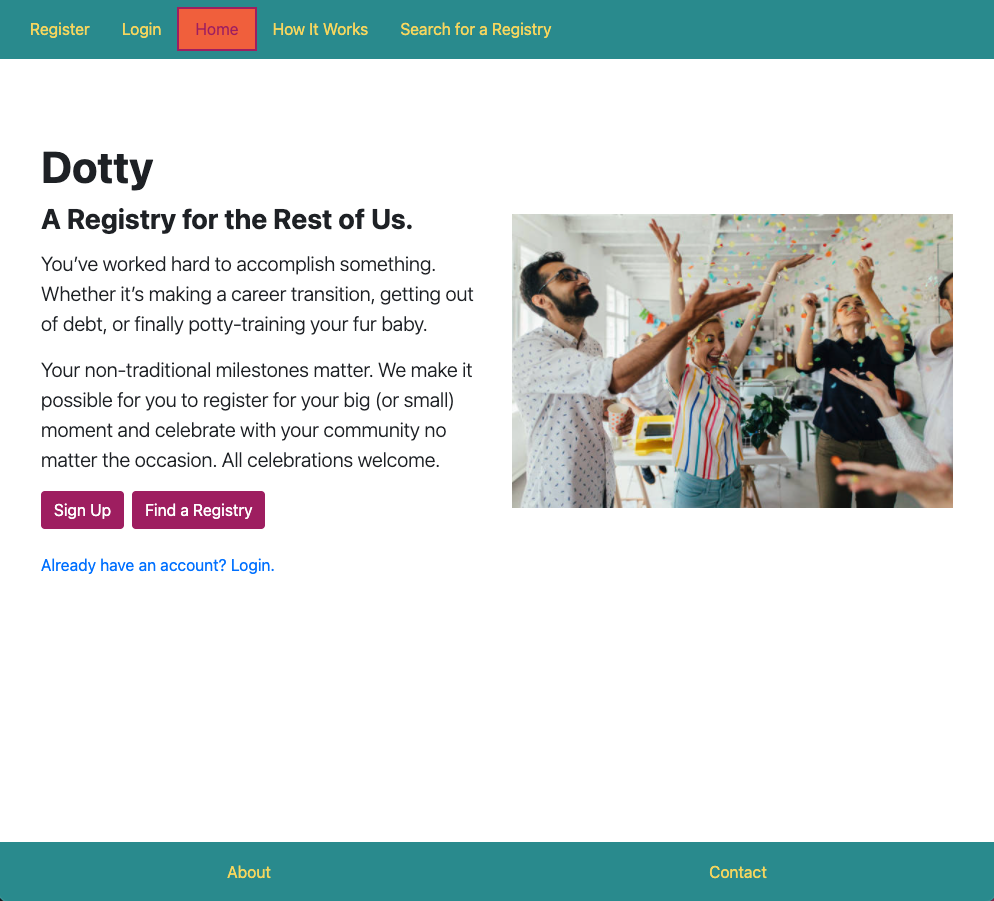 Register Login Home How It Works Search for a Registry
Dotty
A Registry for the Rest of Us.
You’ve worked hard to accomplish something.
Whether it’s making a career transition, getting out
of debt, or finally potty-training your fur baby.
Your non-traditional milestones matter. We make it
possible for you to register for your big (or small)
moment and celebrate with your community no
matter the occasion. All celebrations welcome.
Sign Up Find a Registry
Already have an account? Login.
About Contact